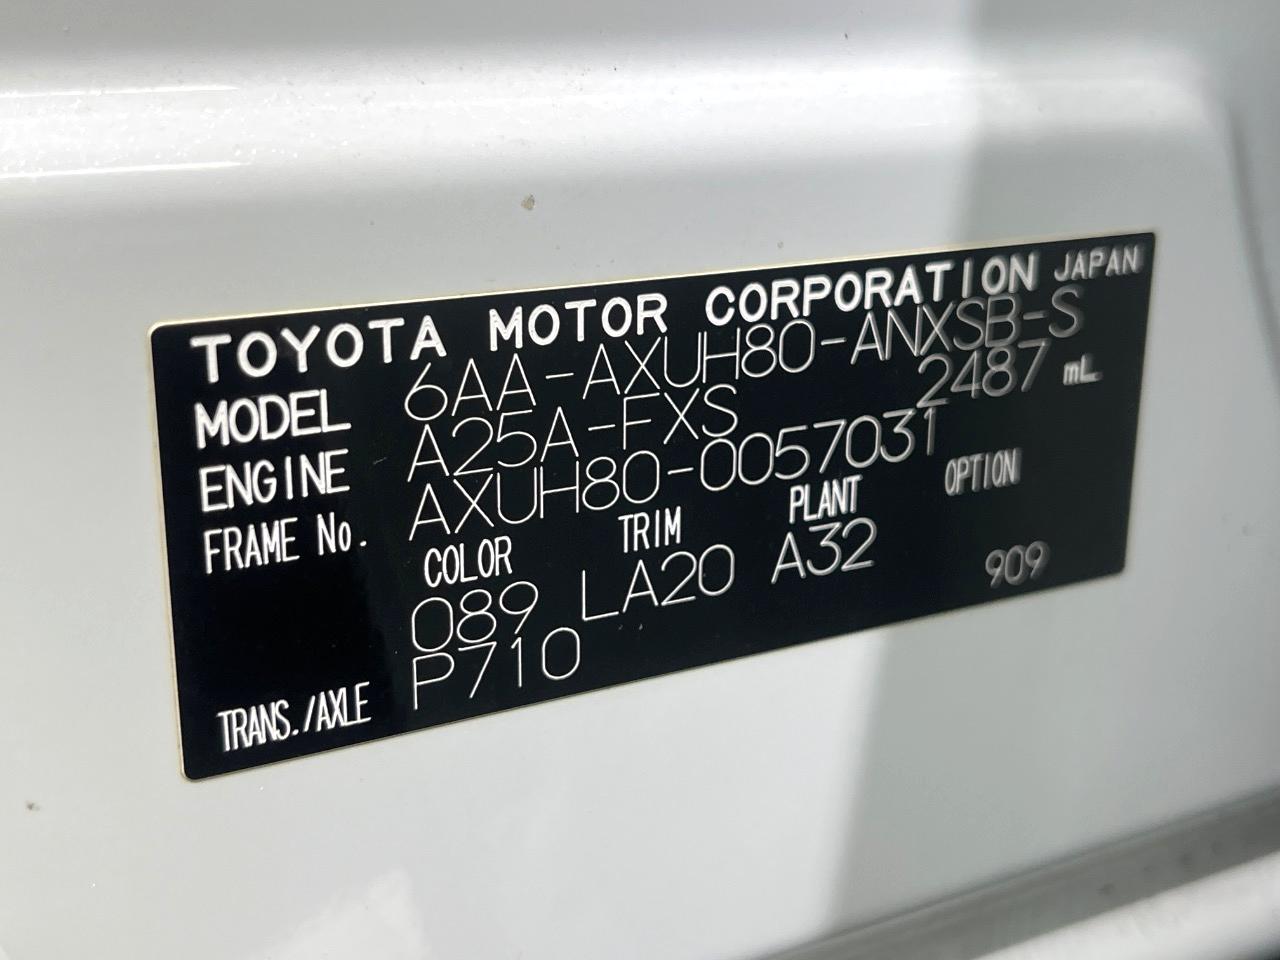 TOYOTA MOTOR CORPORATION JAPAN
MODEL 6AA-AXUH80-ANXSB-S
ENGINE A25A-FXS 2487 mL
FRAME No. AXUH80-0057031
COLOR TRIM PLANT OPTION
089 LA20 A32 909
TRANS./AXLE P710